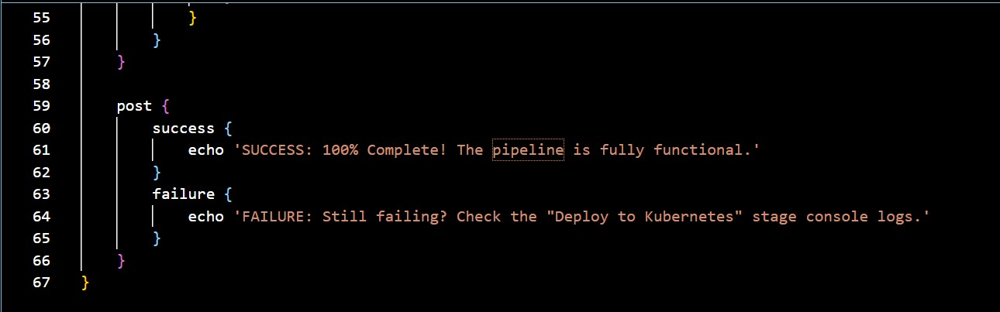 55 }
56 }
57 }
58
59 post {
60 success {
61 echo 'SUCCESS: 100% Complete! The pipeline is fully functional.'
62 }
63 failure {
64 echo 'FAILURE: Still failing? Check the "Deploy to Kubernetes" stage console logs.'
65 }
66 }
67 }